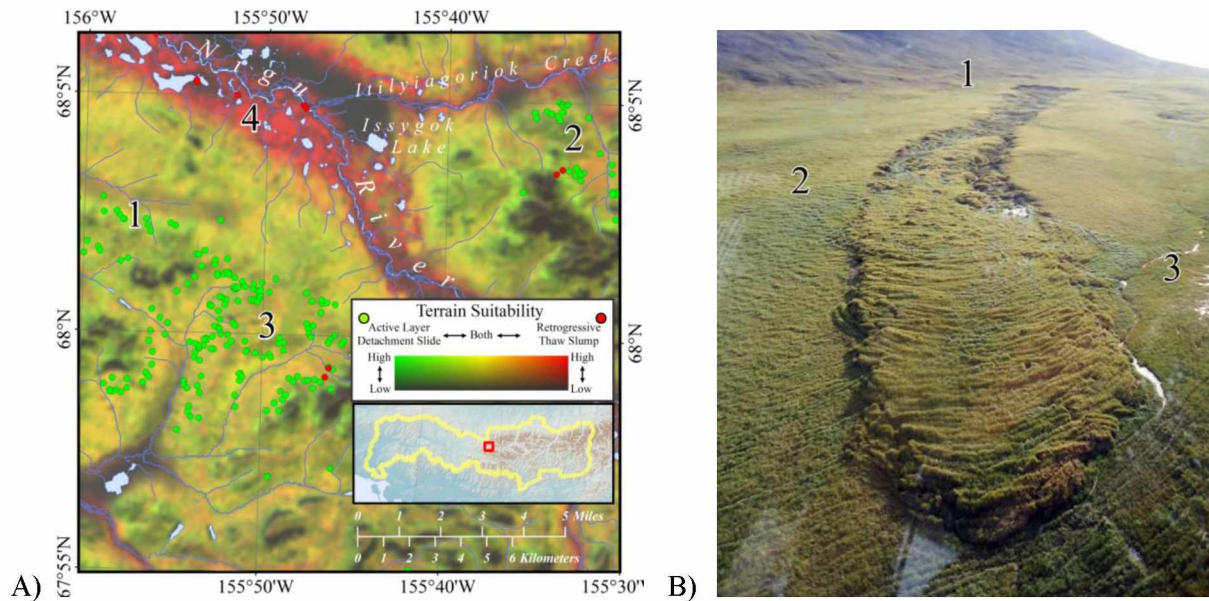 156°W 155°50'W 155°40'W
68°5'N
68°5'N
Nigu River
Itilyiagoriok Creek
Issygok
Lake
1
2
3
4
68°N
68°N
Terrain Suitability
Active Layer
Detachment Slide
Both
Retrogressive
Thaw Slump
High
Low
High
Low
0 1 2 3 4 5 Miles
0 1 2 3 4 5 6 Kilometers
67°55'N
155°50'W 155°40'W 155°30'W
A)
1
2
3
B)